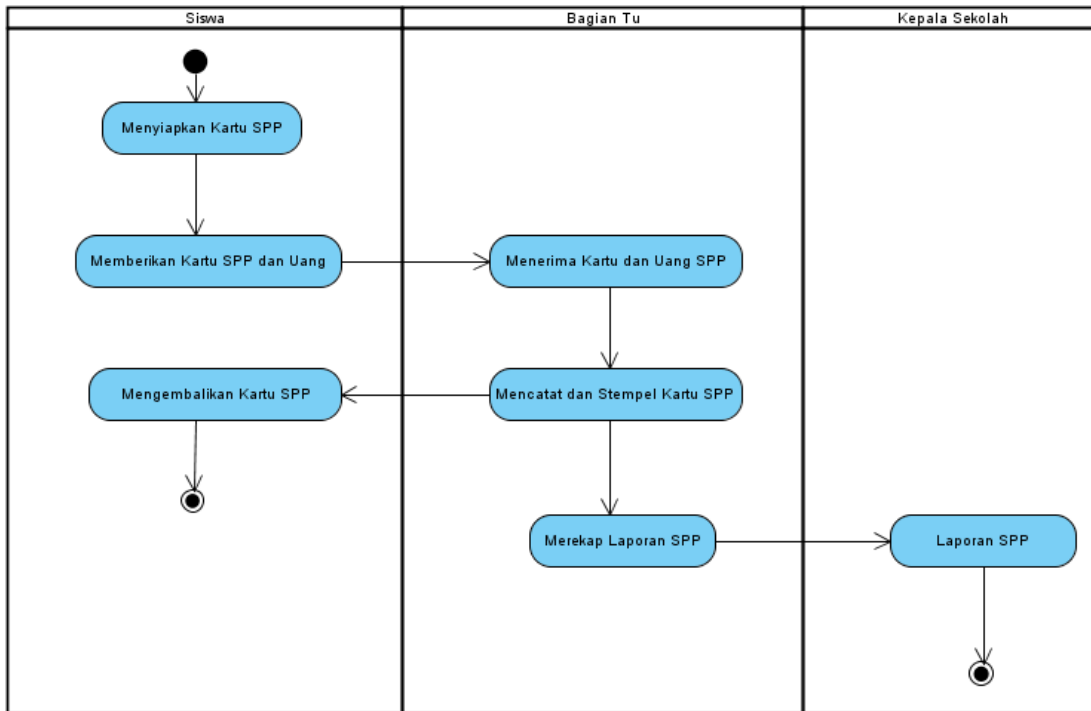 Siswa
Bagian Tu
Kepala Sekolah
Menyiapkan Kartu SPP
Memberikan Kartu SPP dan Uang
Menerima Kartu dan Uang SPP
Mengembalikan Kartu SPP
Mencatat dan Stempel Kartu SPP
Merekap Laporan SPP
Laporan SPP